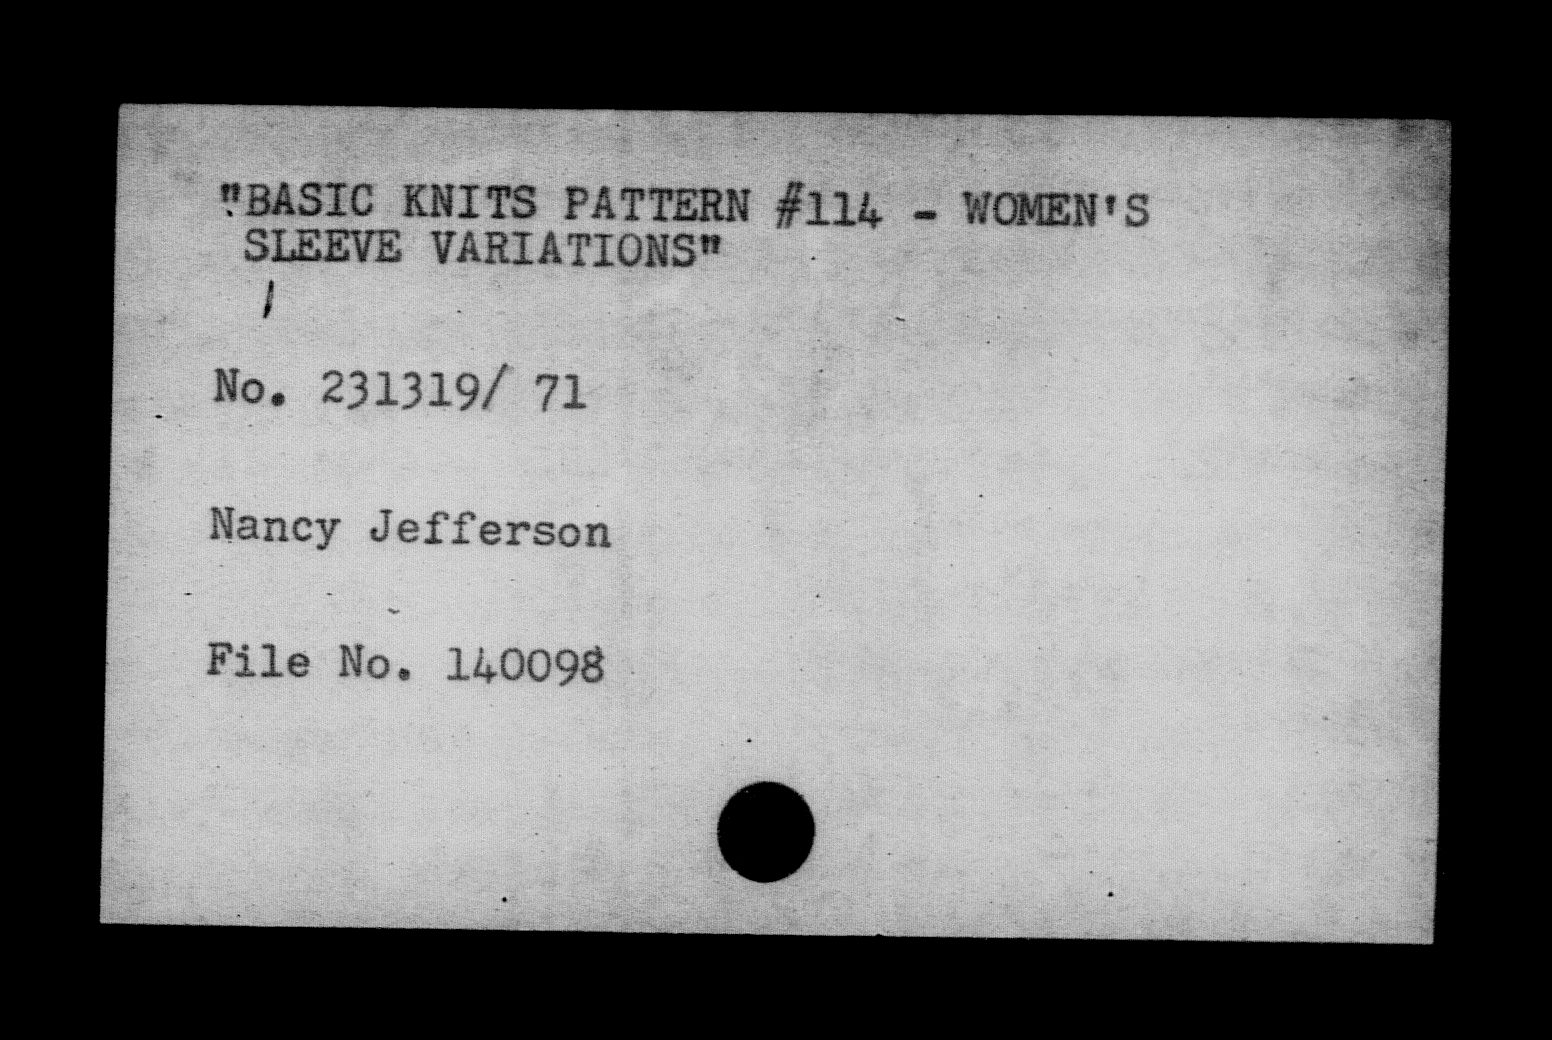 "BASIC KNITS PATTERN #114 - WOMEN'S
SLEEVE VARIATIONS"
No. 231319/ 71
Nancy Jefferson
File No. 140098